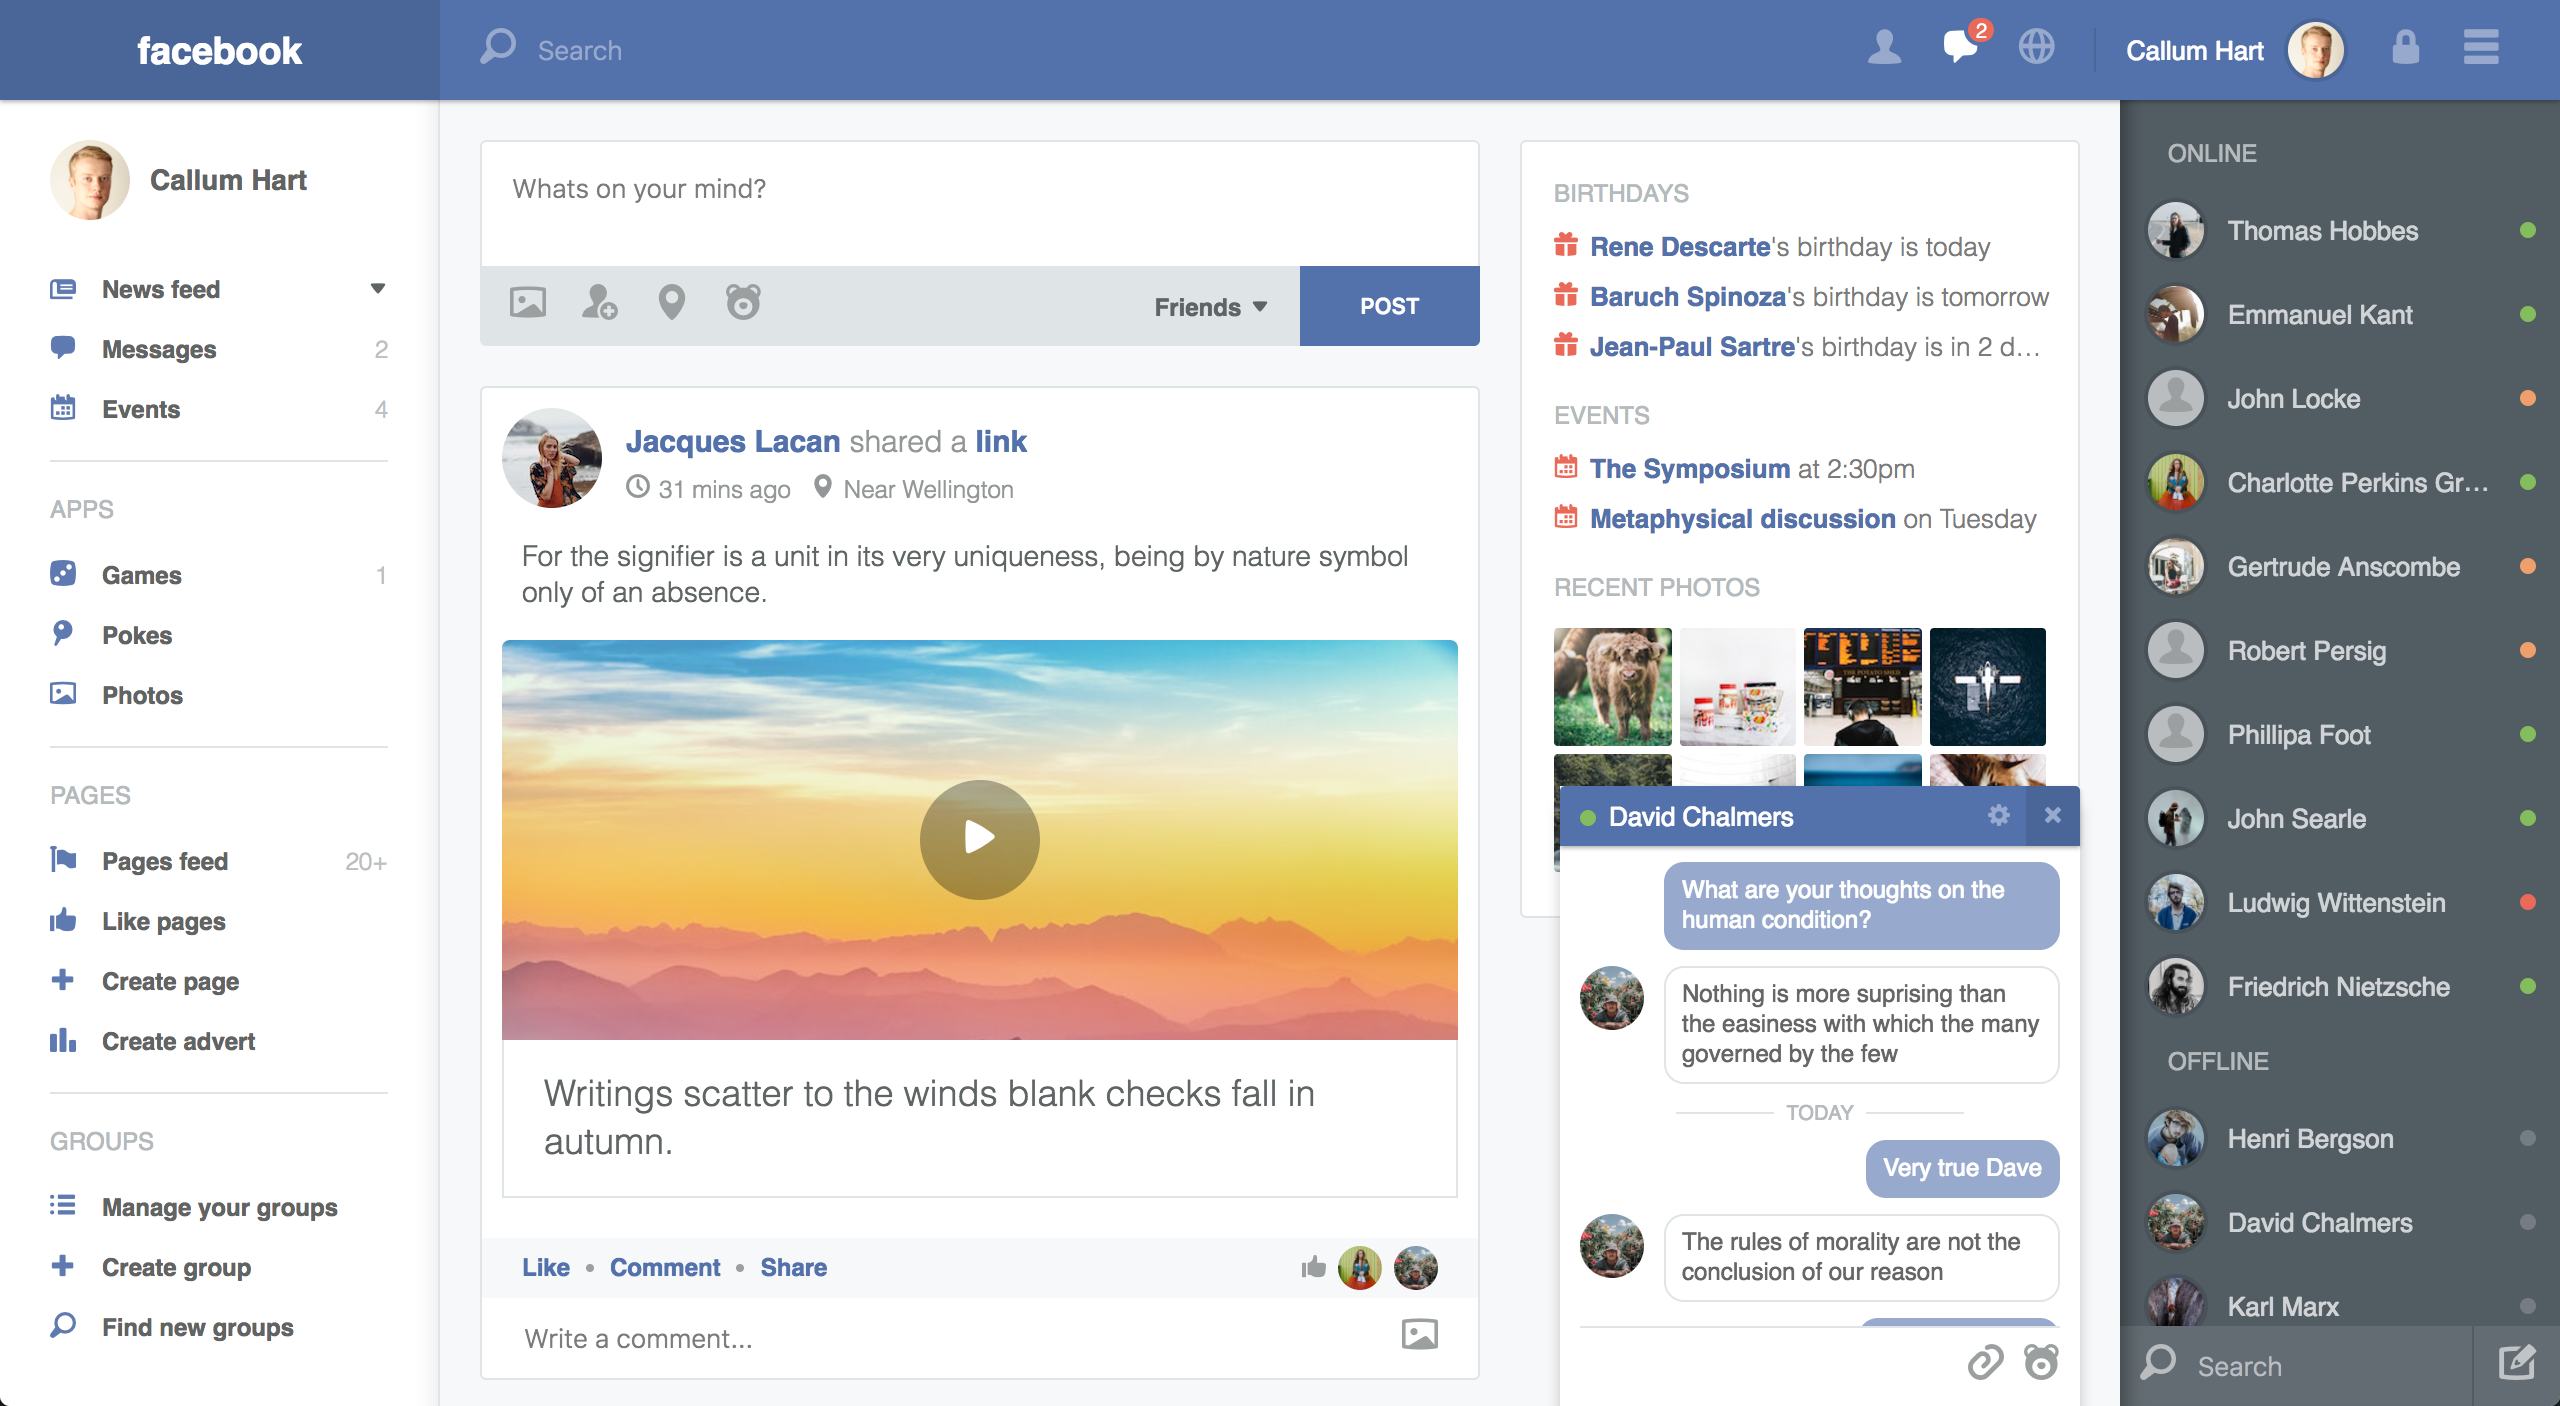 facebook
Search
2
Callum Hart
Callum Hart
News feed
Messages 2
Events 4
APPS
Games 1
Pokes
Photos
PAGES
Pages feed 20+
Like pages
Create page
Create advert
GROUPS
Manage your groups
Create group
Find new groups
Whats on your mind?
Friends
POST
Jacques Lacan shared a link
31 mins ago Near Wellington
For the signifier is a unit in its very uniqueness, being by nature symbol
only of an absence.
Writings scatter to the winds blank checks fall in
autumn.
Like • Comment • Share
Write a comment...
BIRTHDAYS
Rene Descarte's birthday is today
Baruch Spinoza's birthday is tomorrow
Jean-Paul Sartre's birthday is in 2 d...
EVENTS
The Symposium at 2:30pm
Metaphysical discussion on Tuesday
RECENT PHOTOS
David Chalmers
What are your thoughts on the
human condition?
Nothing is more suprising than
the easiness with which the many
governed by the few
TODAY
Very true Dave
The rules of morality are not the
conclusion of our reason
ONLINE
Thomas Hobbes
Emmanuel Kant
John Locke
Charlotte Perkins Gr...
Gertrude Anscombe
Robert Persig
Phillipa Foot
John Searle
Ludwig Wittenstein
Friedrich Nietzsche
OFFLINE
Henri Bergson
David Chalmers
Karl Marx
Search